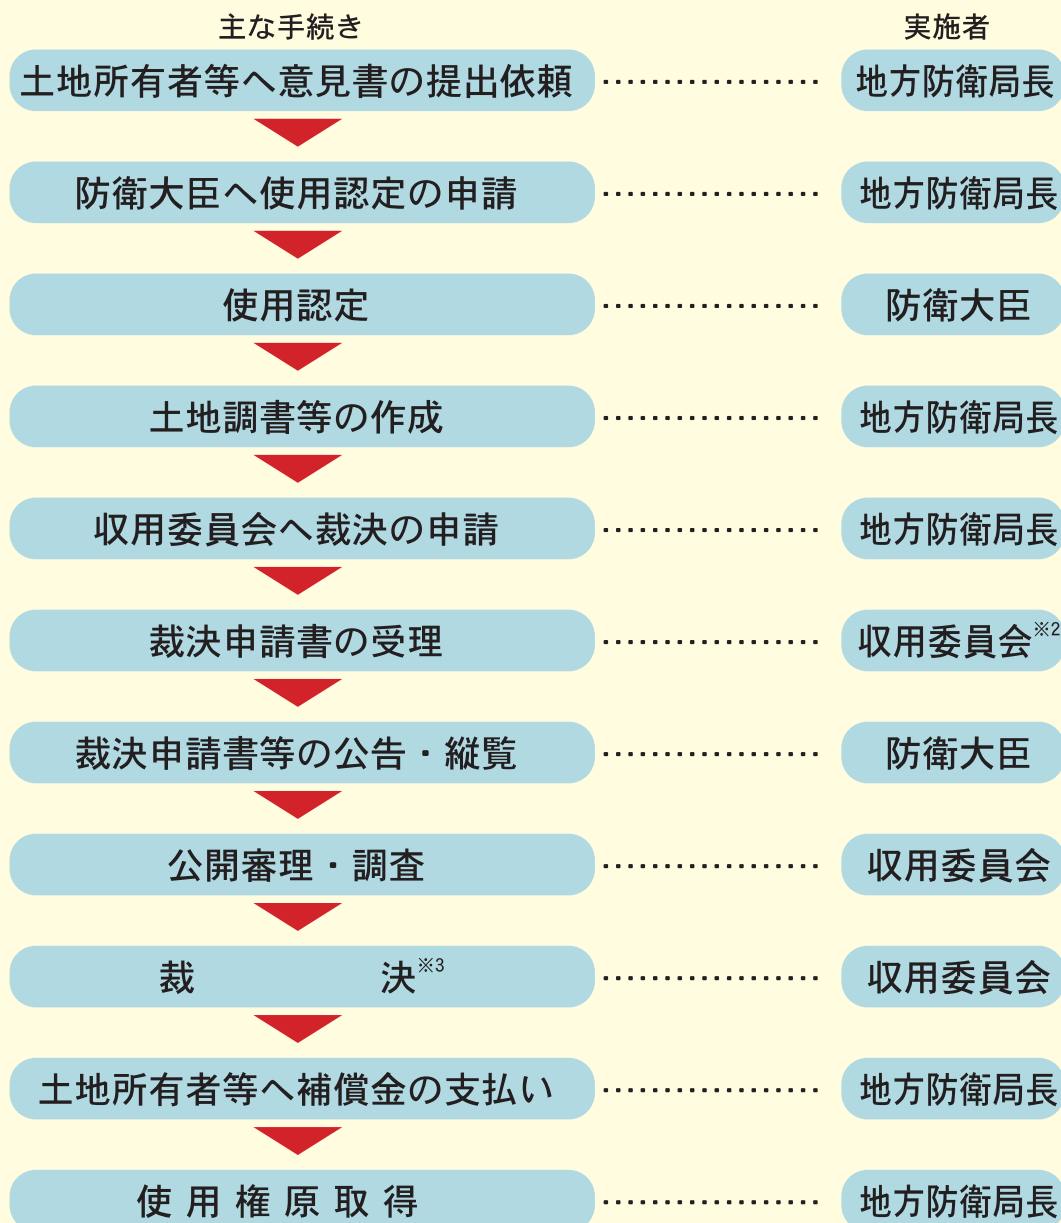 主な手続き 実施者
土地所有者等へ意見書の提出依頼 ・・・・・・・・・・・・・・・・・・ 地方防衛局長
防衛大臣へ使用認定の申請 ・・・・・・・・・・・・・・・・・・ 地方防衛局長
使用認定 ・・・・・・・・・・・・・・・・・・ 防衛大臣
土地調書等の作成 ・・・・・・・・・・・・・・・・・・ 地方防衛局長
収用委員会へ裁決の申請 ・・・・・・・・・・・・・・・・・・ 地方防衛局長
裁決申請書の受理 ・・・・・・・・・・・・・・・・・・ 収用委員会※2
裁決申請書等の公告・縦覧 ・・・・・・・・・・・・・・・・・・ 防衛大臣
公開審理・調査 ・・・・・・・・・・・・・・・・・・ 収用委員会
裁 決※3 ・・・・・・・・・・・・・・・・・・ 収用委員会
土地所有者等へ補償金の支払い ・・・・・・・・・・・・・・・・・・ 地方防衛局長
使用権原取得 ・・・・・・・・・・・・・・・・・・ 地方防衛局長